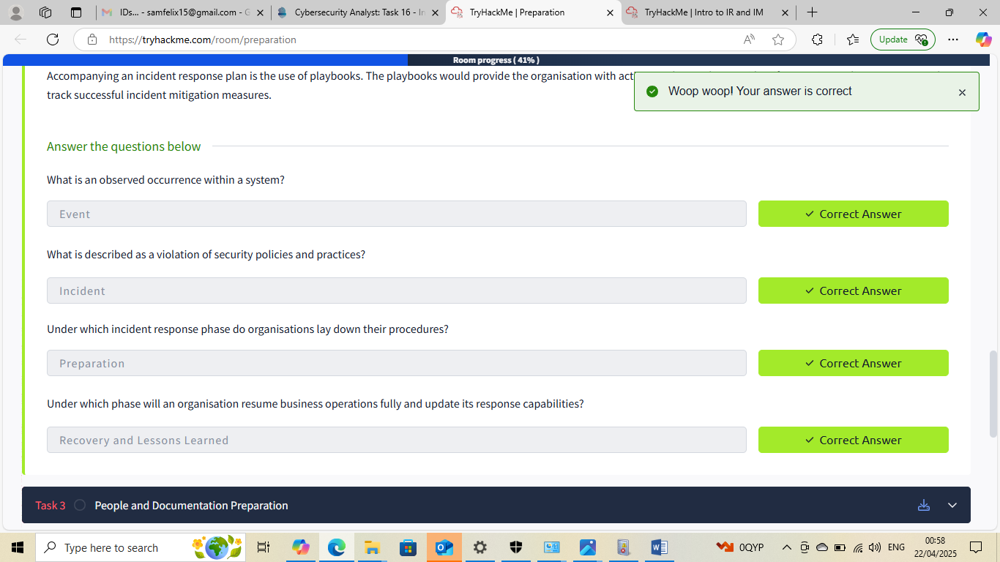 IDs... - samfelix15@gmail.com - G
Cybersecurity Analyst: Task 16 - In
TryHackMe | Preparation
TryHackMe | Intro to IR and IM
https://tryhackme.com/room/preparation
Update
Room progress ( 41% )
Accompanying an incident response plan is the use of playbooks. The playbooks would provide the organisation with act
track successful incident mitigation measures.
Woop woop! Your answer is correct
Answer the questions below
What is an observed occurrence within a system?
Event
Correct Answer
What is described as a violation of security policies and practices?
Incident
Correct Answer
Under which incident response phase do organisations lay down their procedures?
Preparation
Correct Answer
Under which phase will an organisation resume business operations fully and update its response capabilities?
Recovery and Lessons Learned
Correct Answer
Task 3 People and Documentation Preparation
Type here to search
0QYP
ENG
00:58
22/04/2025